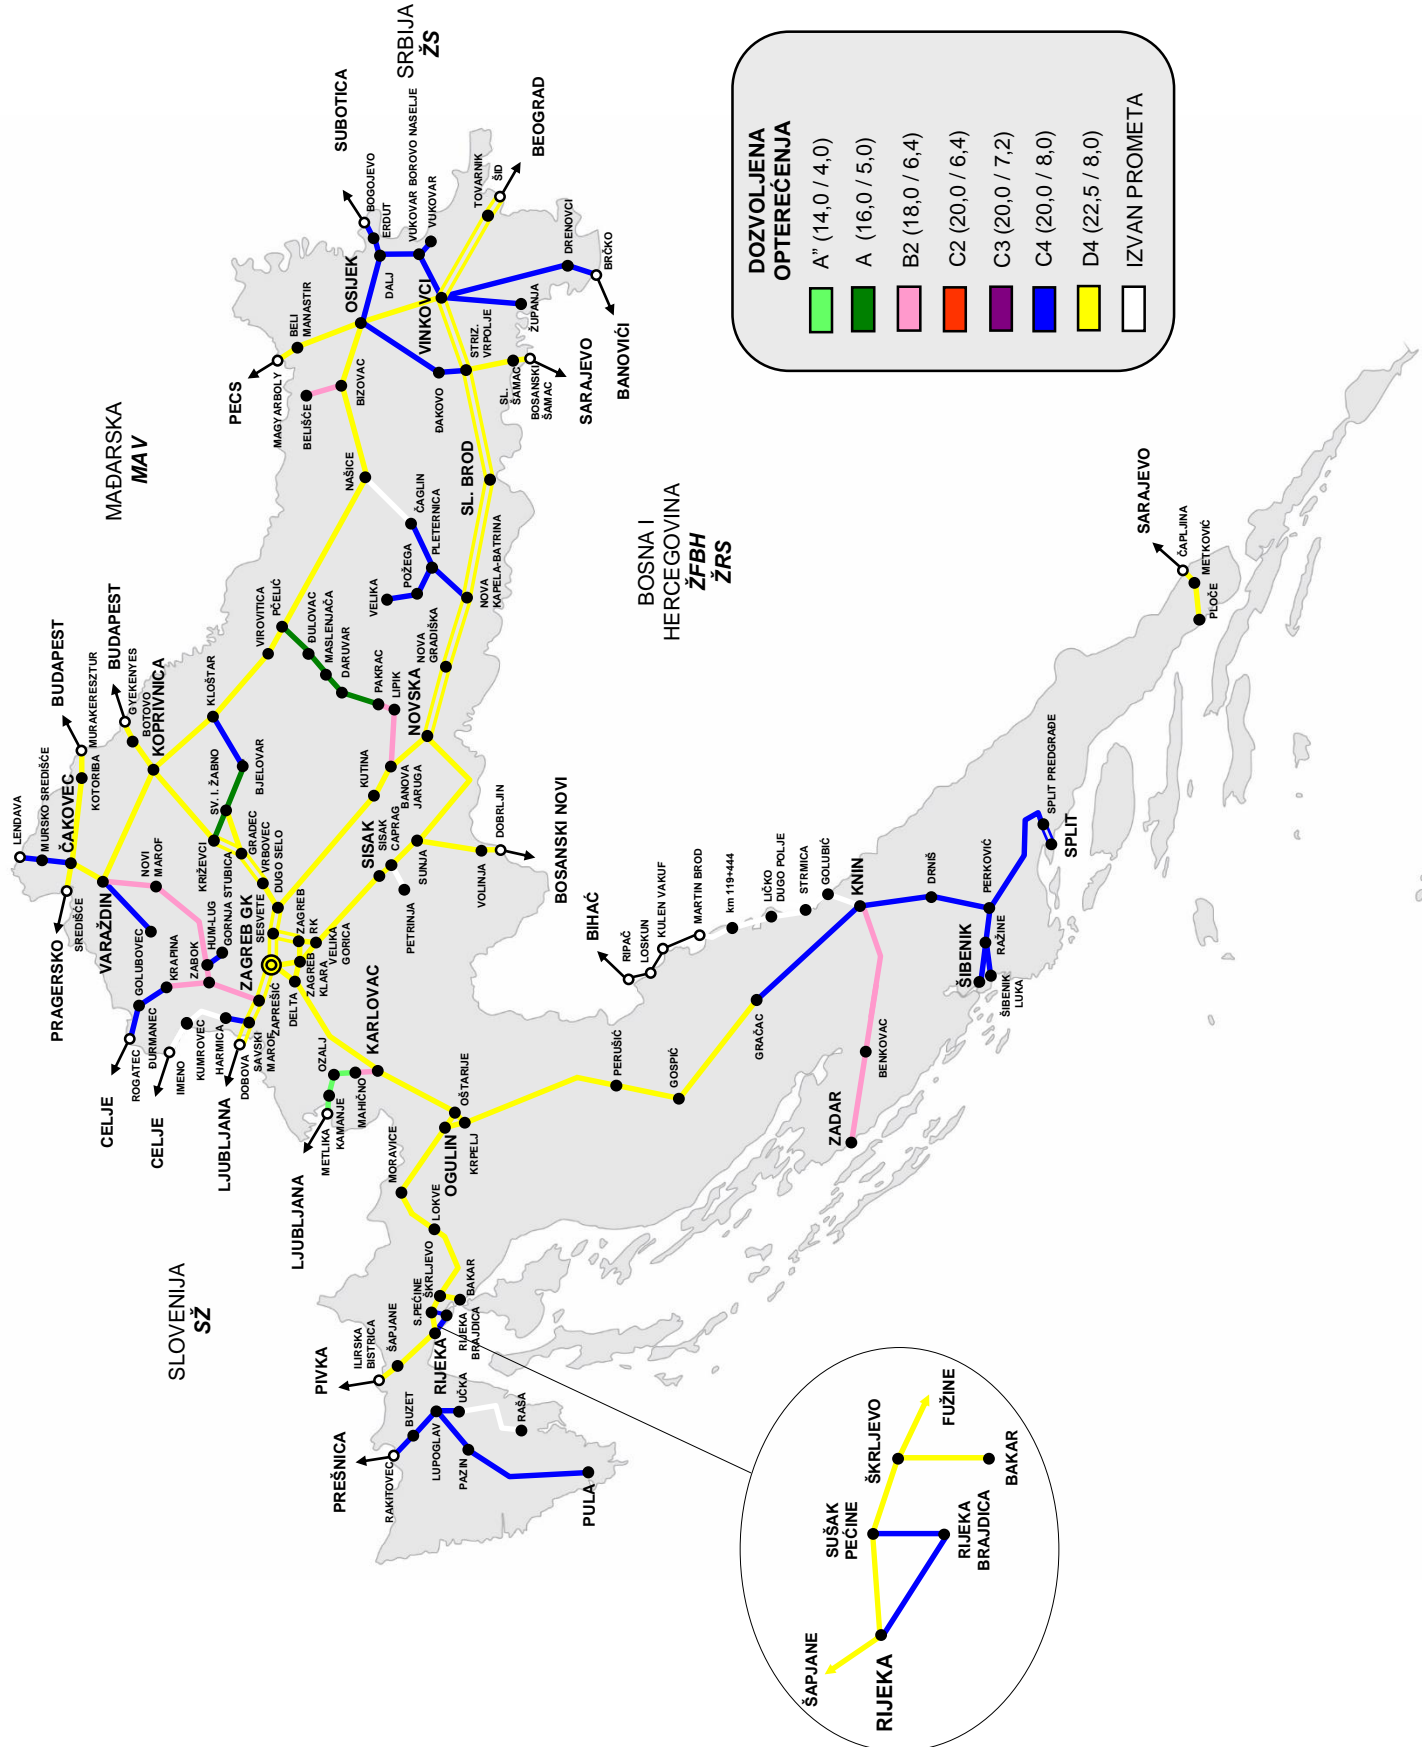 SLOVENIJA
SŽ
MAĐARSKA
MAV
SRBIJA
ŽS
BOSNA I
HERCEGOVINA
ŽFBH
ŽRS
PRAGERSKO
SREDIŠĆE
LENDAVA
MURSKO SREDIŠĆE
ČAKOVEC
KOTORIBA
MURAKERESZTUR
BUDAPEST
BUDAPEST
GYEKENYES
BOTOVO
KOPRIVNICA
VARAŽDIN
NOVI
MAROF
GOLUBOVEC
KRAPINA
ZABOK
HUM-LUG
GORNJA STUBICA
KRIŽEVCI
SV. I. ŽABNO
BJELOVAR
KLOŠTAR
VIROVITICA
PČELIĆ
ĐULOVAC
MASLENJAČA
DARUVAR
PAKRAC
LIPIK
GRADEC
VRBOVEC
DUGO SELO
SESVETE
ZAGREB GK
ZAPREŠIĆ
SAVSKI
MAROF
DOBOVA
HARMICA
KUMROVEC
IMENO
ĐURMANEC
ROGATEC
CELJE
CELJE
LJUBLJANA
LJUBLJANA
ZAGREB
RK
ZAGREB
KLARA
DELTA
VELIKA
GORICA
SISAK
SISAK
CAPRAG
PETRINJA
SUNJA
VOLINJA
DOBRLJIN
BOSANSKI NOVI
KUTINA
BANOVA
JARUGA
NOVSKA
NOVA
GRADIŠKA
NOVA
KAPELA-BATRINA
VELIKA
POŽEGA
PLETERNICA
ČAGLIN
NAŠICE
SL. BROD
BELIŠĆE
BIZOVAC
PECS
MAGYARBOLY
BELI
MANASTIR
OSIJEK
SUBOTICA
BOGOJEVO
ERDUT
DALJ
VUKOVAR BOROVO NASELJE
VUKOVAR
VINKOVCI
ĐAKOVO
STRIZ.
VRPOLJE
SL.
ŠAMAC
BOSANSKI
ŠAMAC
SARAJEVO
TOVARNIK
ŠID
BEOGRAD
DRENOVCI
BRČKO
ŽUPANJA
BANOVIĆI
METLIKA
KAMANJE
OZALJ
MAHIČNO
KARLOVAC
OŠTARIJE
OGULIN
KRPELJ
MORAVICE
LOKVE
ŠKRLJEVO
S.PEĆINE
BAKAR
RIJEKA
BRAJDICA
RIJEKA
ŠAPJANE
ILIRSKA
BISTRICA
PIVKA
PREŠNICA
RAKITOVEC
BUZET
LUPOGLAV
UČKA
RAŠA
PAZIN
PULA
PERUŠIĆ
GOSPIĆ
GRAČAC
BIHAĆ
RIPAČ
LOSKUN
KULEN VAKUF
MARTIN BROD
km 119+444
LIČKO
DUGO POLJE
STRMICA
GOLUBIĆ
KNIN
ZADAR
BENKOVAC
DRNIŠ
PERKOVIĆ
RAŽINE
ŠIBENIK
ŠIBENIK
LUKA
SPLIT PREDGRAĐE
SPLIT
SARAJEVO
ČAPLJINA
METKOVIĆ
PLOČE
DOZVOLJENA
OPTEREĆENJA
A" (14,0 / 4,0)
A (16,0 / 5,0)
B2 (18,0 / 6,4)
C2 (20,0 / 6,4)
C3 (20,0 / 7,2)
C4 (20,0 / 8,0)
D4 (22,5 / 8,0)
IZVAN PROMETA
ŠAPJANE
RIJEKA
SUŠAK
PEĆINE
ŠKRLJEVO
FUŽINE
BAKAR
RIJEKA
BRAJDICA